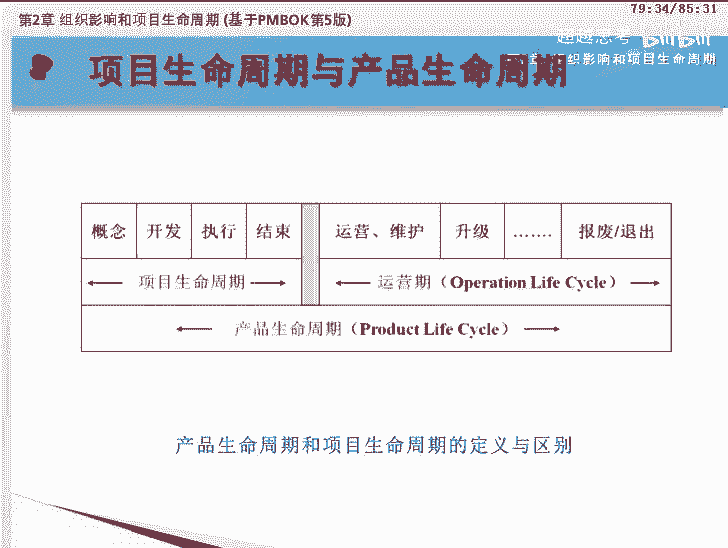 第2章 组织影响和项目生命周期 (基于PMBOK第5版)
79:34/85:31
组织影响和项目生命周期
项目生命周期与产品生命周期
概念 开发 执行 结束 运营、维护 升级 ……. 报废/退出
项目生命周期 运营期（Operation Life Cycle）
产品生命周期（Product Life Cycle）
产品生命周期和项目生命周期的定义与区别